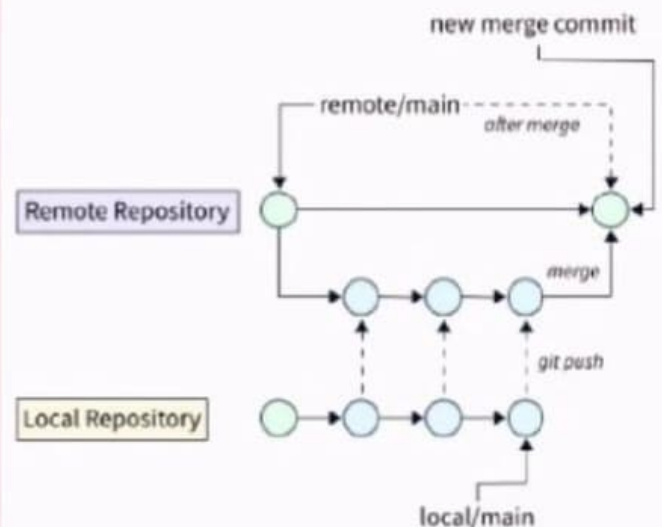 new merge commit
remote/main
after merge
Remote Repository
merge
git push
Local Repository
local/main